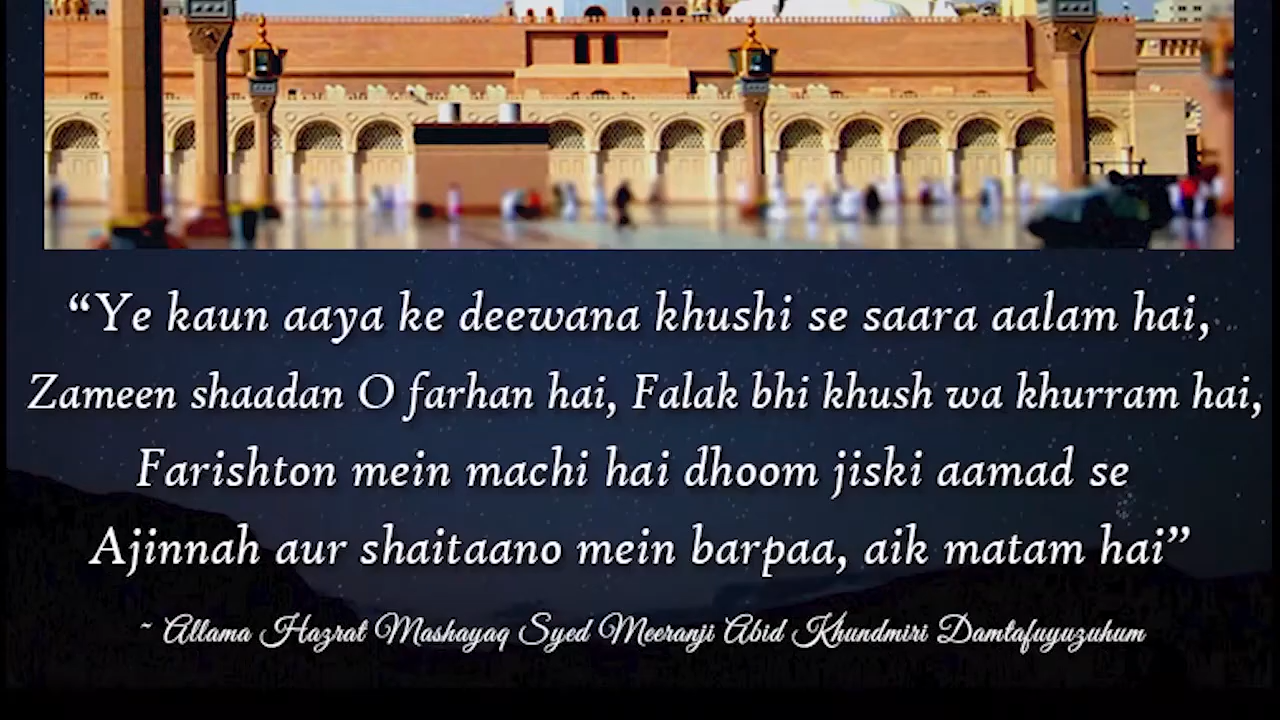 “Ye kaun aaya ke deewana khushi se saara aalam hai,
Zameen shaadan O farhan hai, Falak bhi khush wa khurram hai,
Farishton mein machi hai dhoom jiski aamad se
Ajinnah aur shaitaano mein barpaa, aik matam hai”
~ Allama Hazrat Mashayaq Syed Meeranji Abid Khundmiri Damtafuyuzuhum